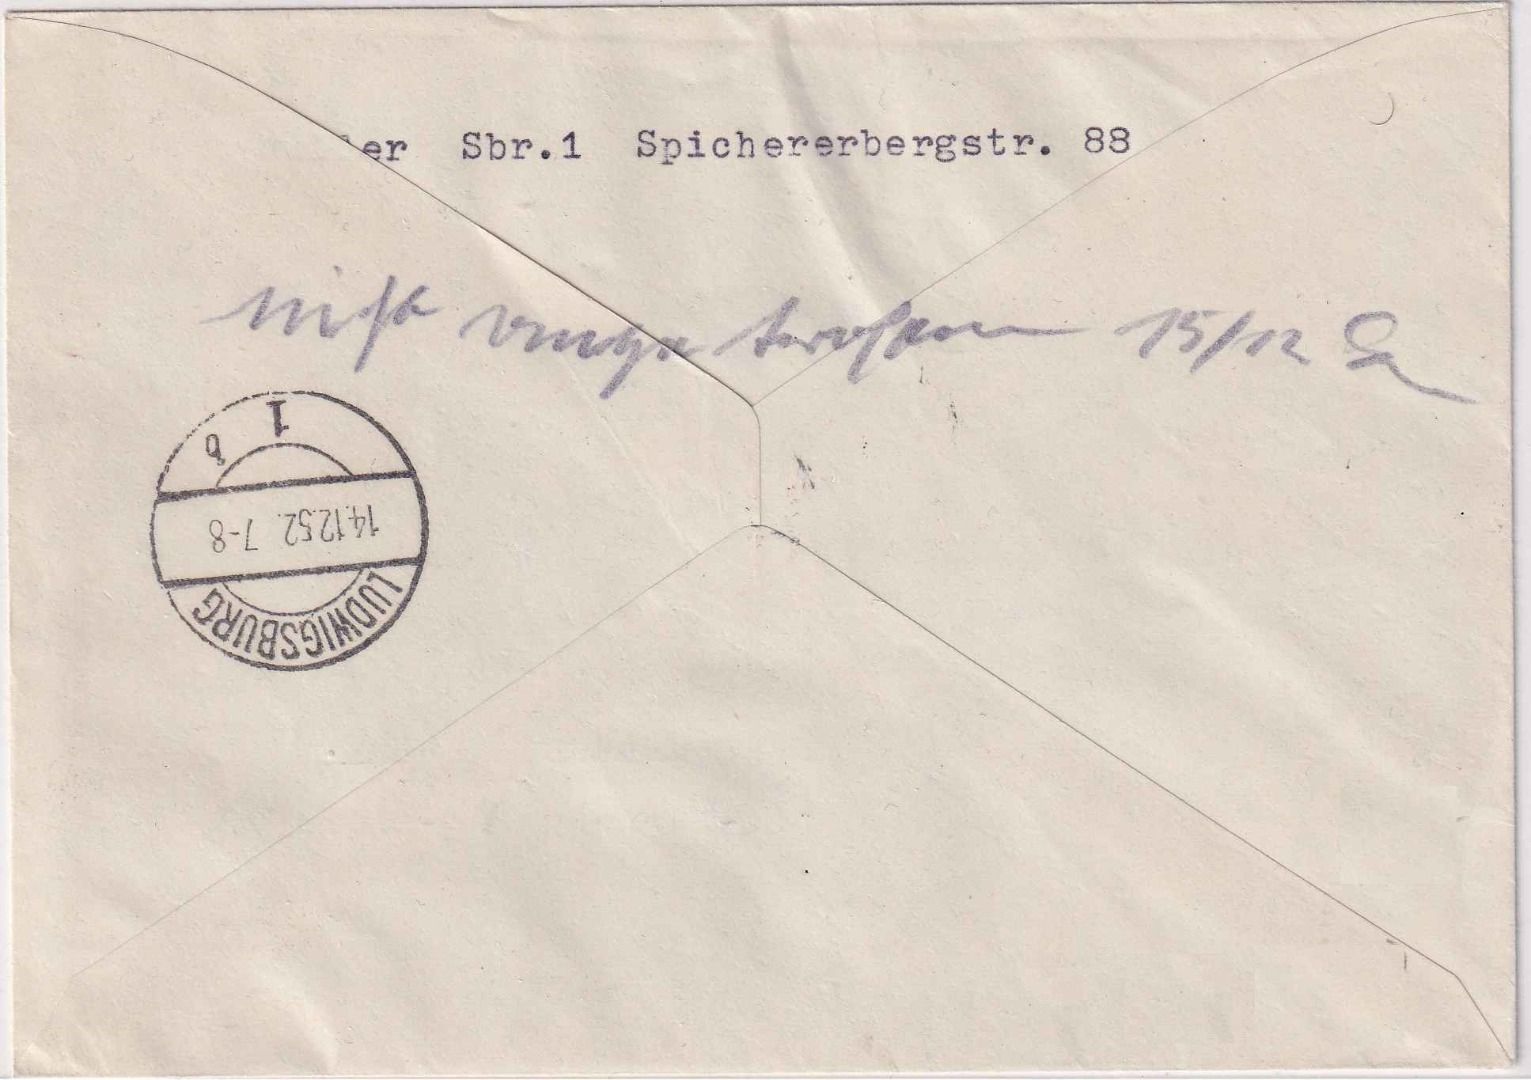 er Sbr.1 Spichererbergstr. 88
nicht angetroffen 15/12
LUDWIGSBURG
14.12.52. 7-8
1